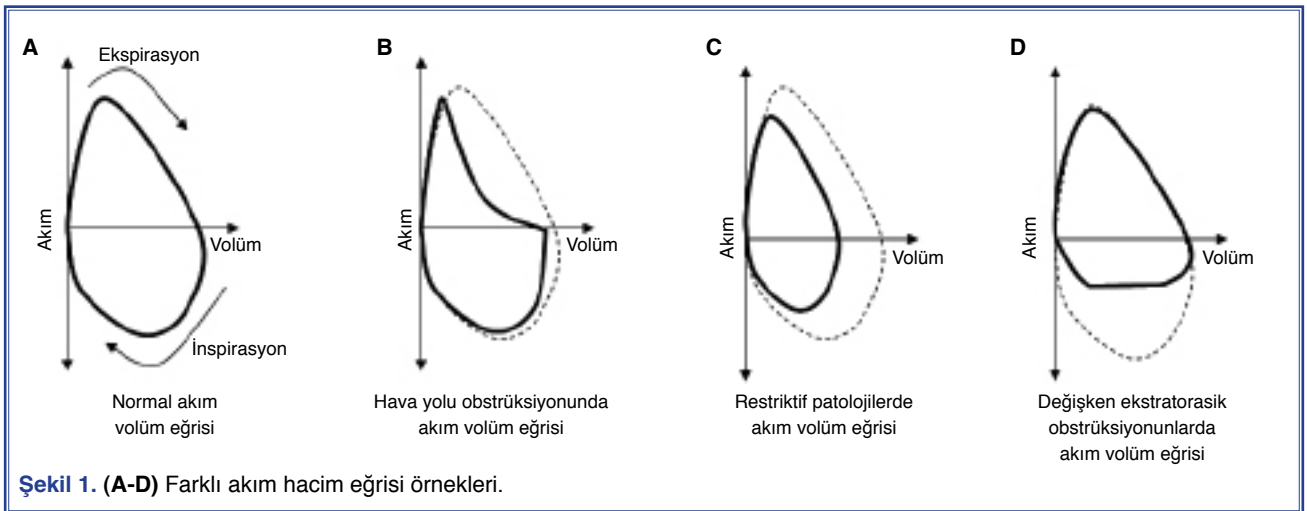 A
Ekspirasyon
Akım
Volüm
İnspirasyon
Normal akım
volüm eğrisi
B
Akım
Volüm
Hava yolu obstrüksiyonunda
akım volüm eğrisi
C
Akım
Volüm
Restriktif patolojilerde
akım volüm eğrisi
D
Akım
Volüm
Değişken ekstratorasik
obstrüksiyonunlarda
akım volüm eğrisi
Şekil 1. (A-D) Farklı akım hacim eğrisi örnekleri.